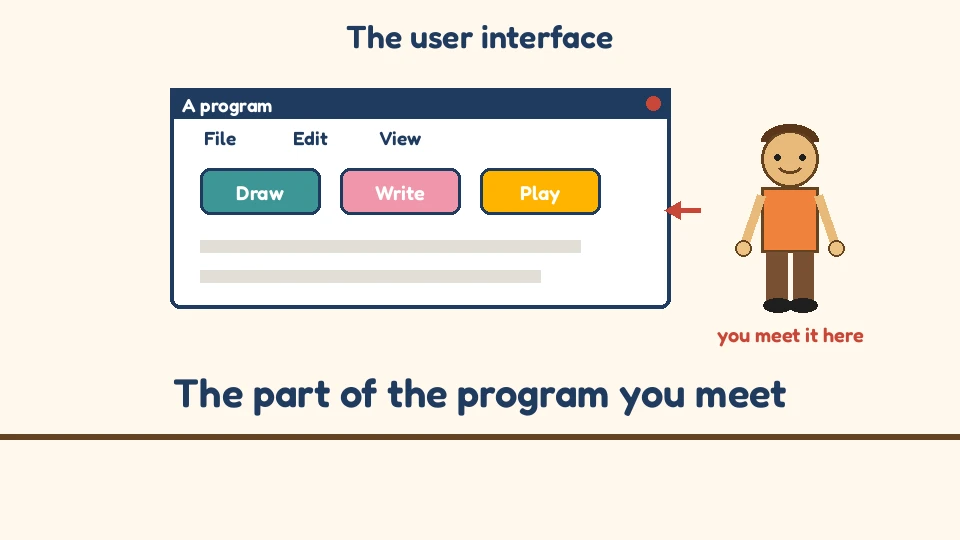 The user interface
A program
File Edit View
Draw Write Play
you meet it here
The part of the program you meet